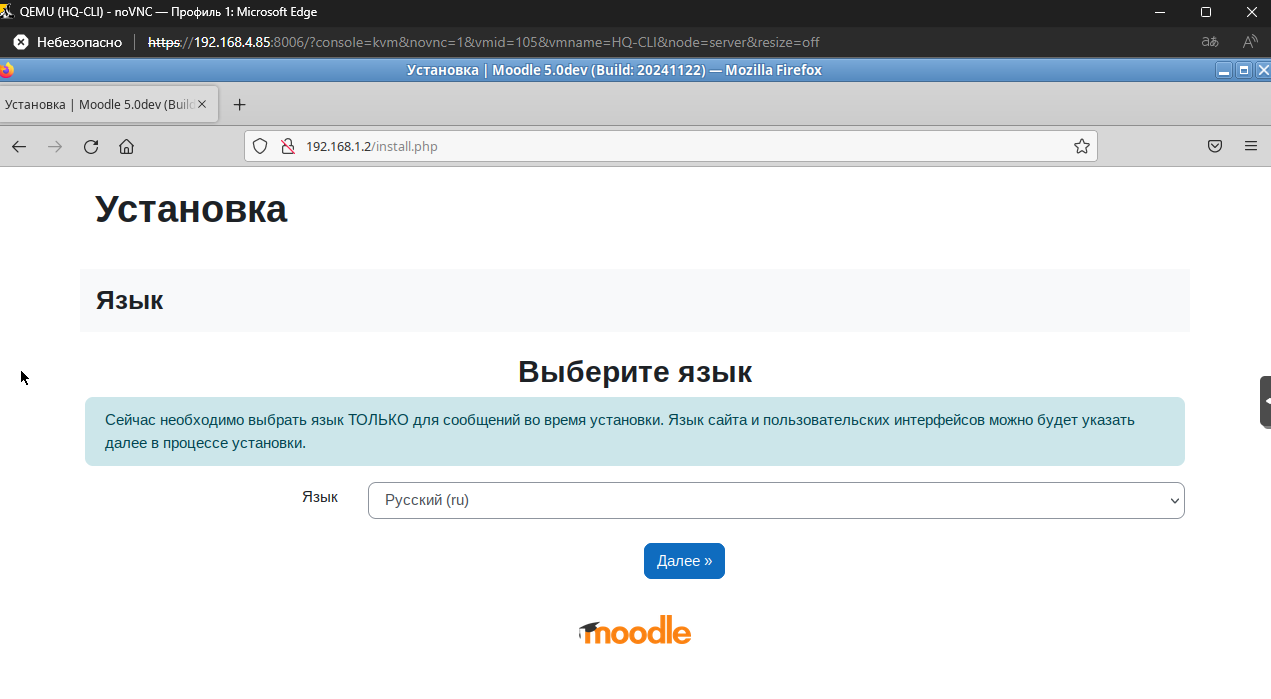 QEMU (HQ-CLI) - noVNC — Профиль 1: Microsoft Edge
Небезопасно https://192.168.4.85:8006/?console=kvm&novnc=1&vmid=105&vmname=HQ-CLI&node=server&resize=off
Установка | Moodle 5.0dev (Build: 20241122) — Mozilla Firefox
Установка | Moodle 5.0dev (Build
192.168.1.2/install.php
Установка
Язык
Выберите язык
Сейчас необходимо выбрать язык ТОЛЬКО для сообщений во время установки. Язык сайта и пользовательских интерфейсов можно будет указать
далее в процессе установки.
Язык Русский (ru)
Далее »
moodle